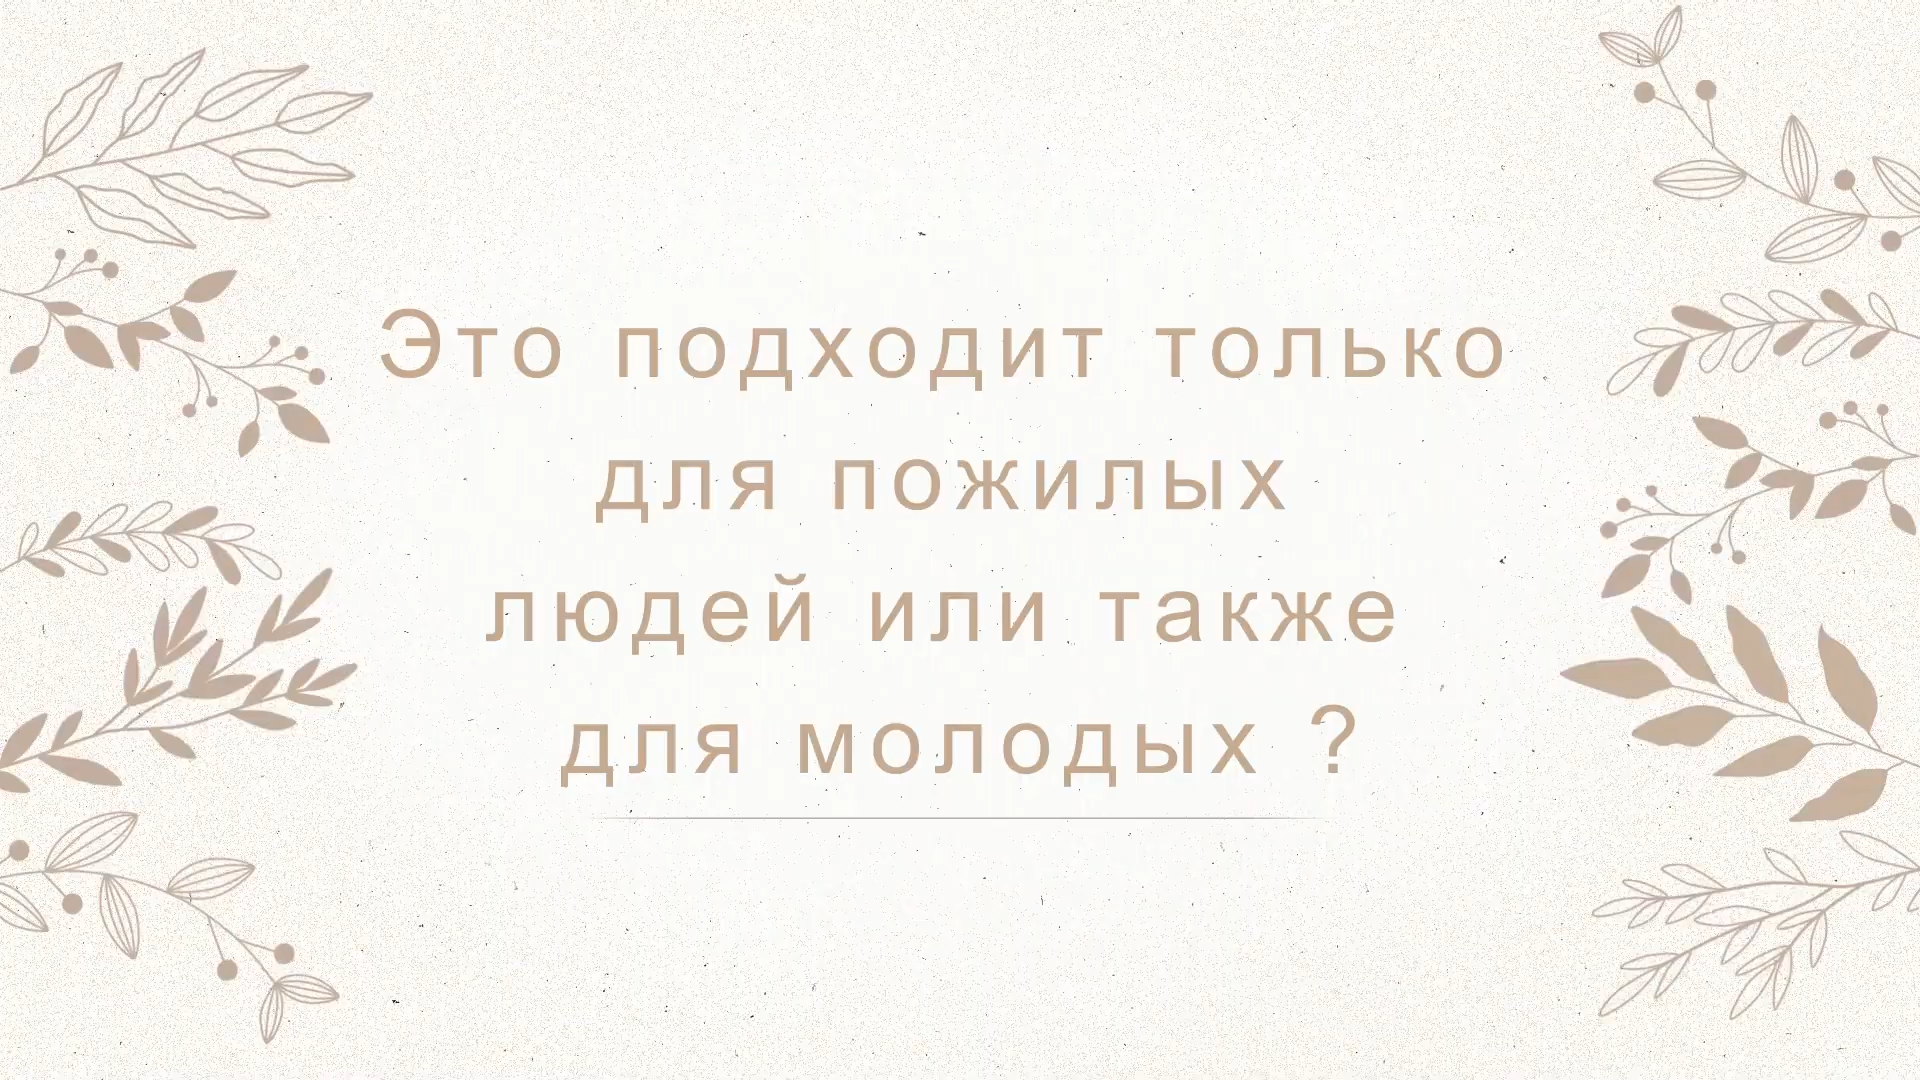 Это подходит только
для пожилых
людей или также
для молодых ?